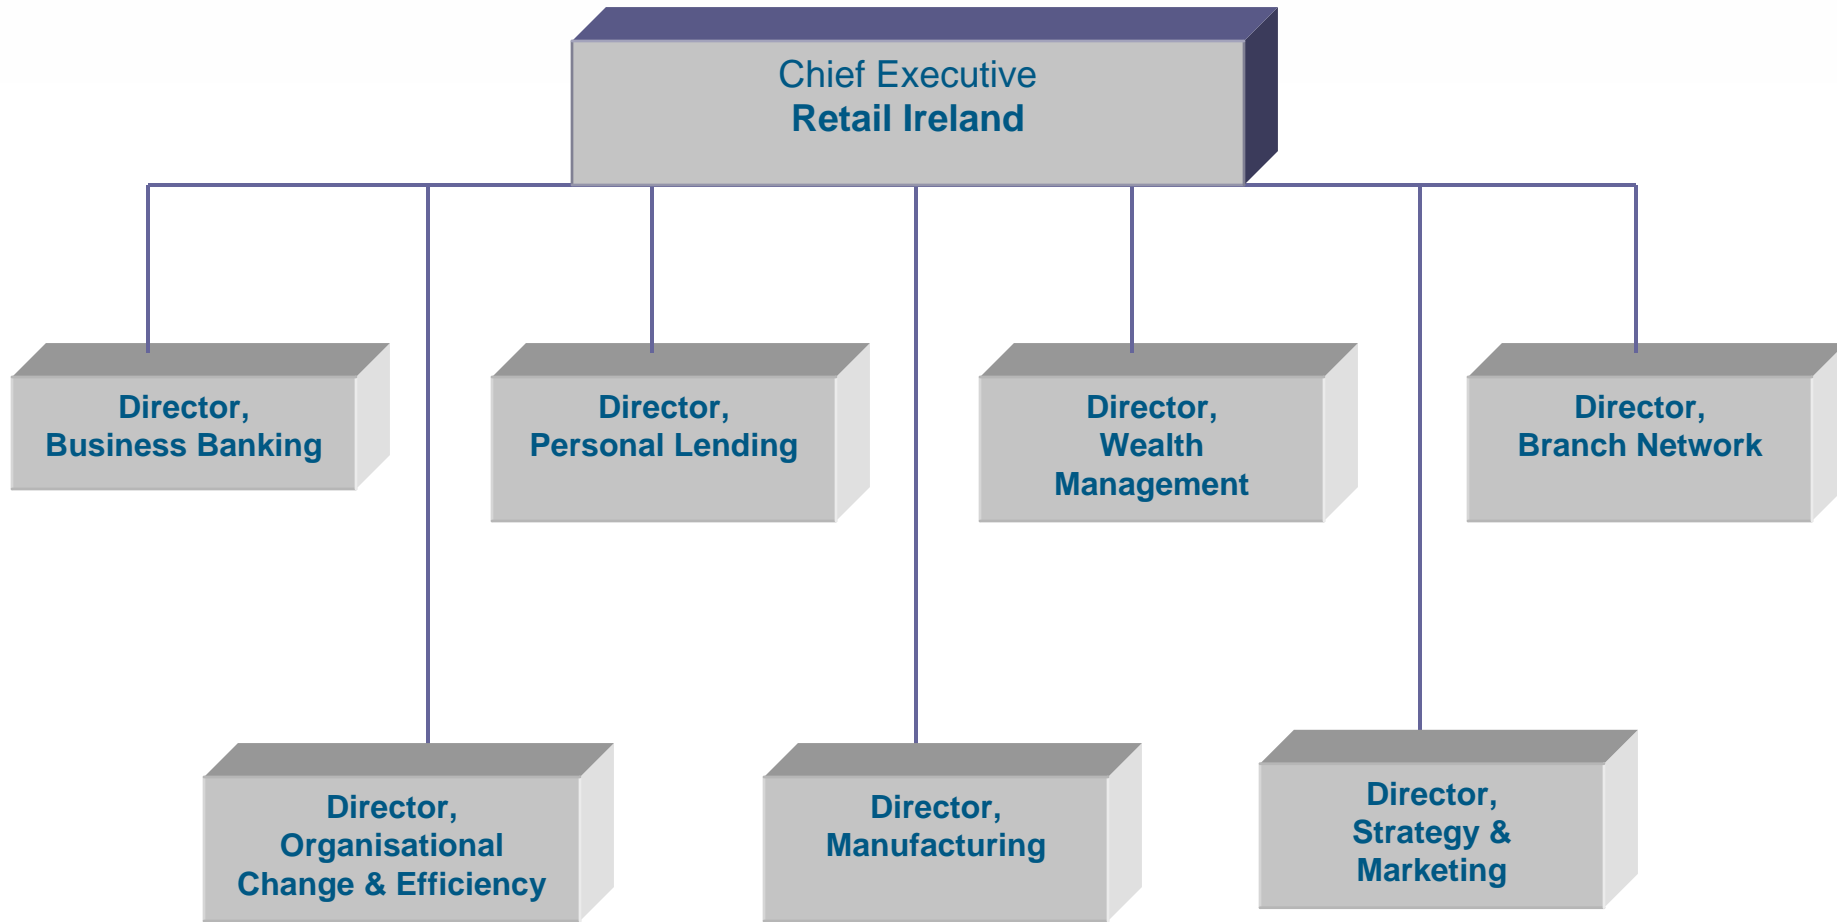 Chief Executive
Retail Ireland
Director,
Business Banking
Director,
Personal Lending
Director,
Wealth
Management
Director,
Branch Network
Director,
Organisational
Change & Efficiency
Director,
Manufacturing
Director,
Strategy &
Marketing